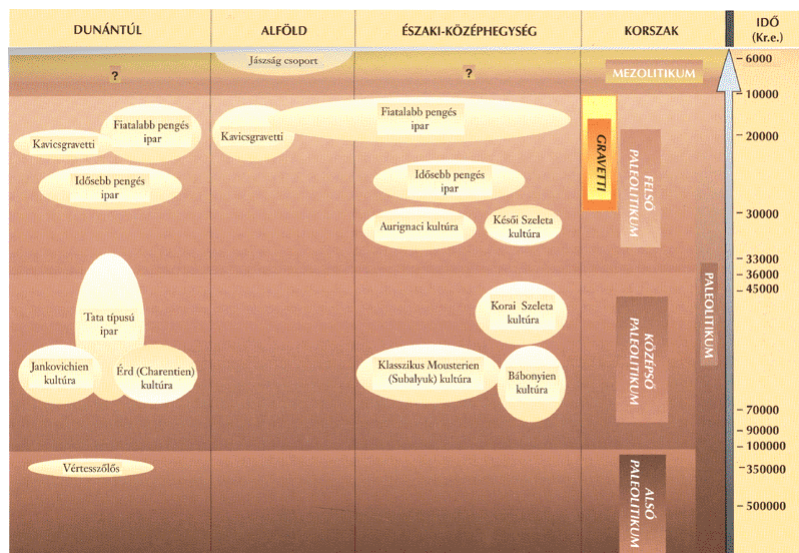 DUNÁNTÚL
ALFÖLD
ÉSZAKI-KÖZÉPHEGYSÉG
KORSZAK
IDŐ
(Kr.e.)
?
Jászság csoport
?
MEZOLITIKUM
6000
10000
Kavicsgravetti
Fiatalabb pengés
ipar
Kavicsgravetti
Fiatalabb pengés
ipar
GRAVETTI
20000
Idősebb pengés
ipar
Idősebb pengés
ipar
FELSŐ
PALEOLITIKUM
Aurignaci kultúra
Késői Szeleta
kultúra
30000
33000
36000
45000
PALEOLITIKUM
Tata típusú
ipar
Korai Szeleta
kultúra
KÖZÉPSŐ
PALEOLITIKUM
Jankovichien
kultúra
Érd (Charentien)
kultúra
Klasszikus Mousterien
(Subalyuk) kultúra
Bábonyien
kultúra
70000
90000
100000
Vértesszőlős
ALSÓ
PALEOLITIKUM
350000
500000